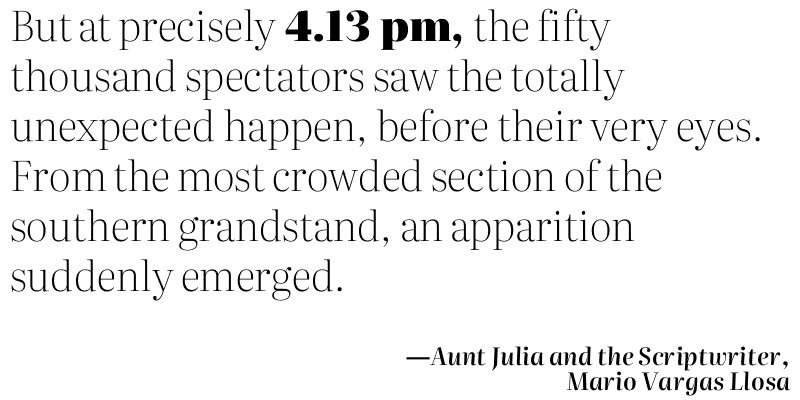 But at precisely 4.13 pm, the fifty
thousand spectators saw the totally
unexpected happen, before their very eyes.
From the most crowded section of the
southern grandstand, an apparition
suddenly emerged.
—Aunt Julia and the Scriptwriter,
Mario Vargas Llosa